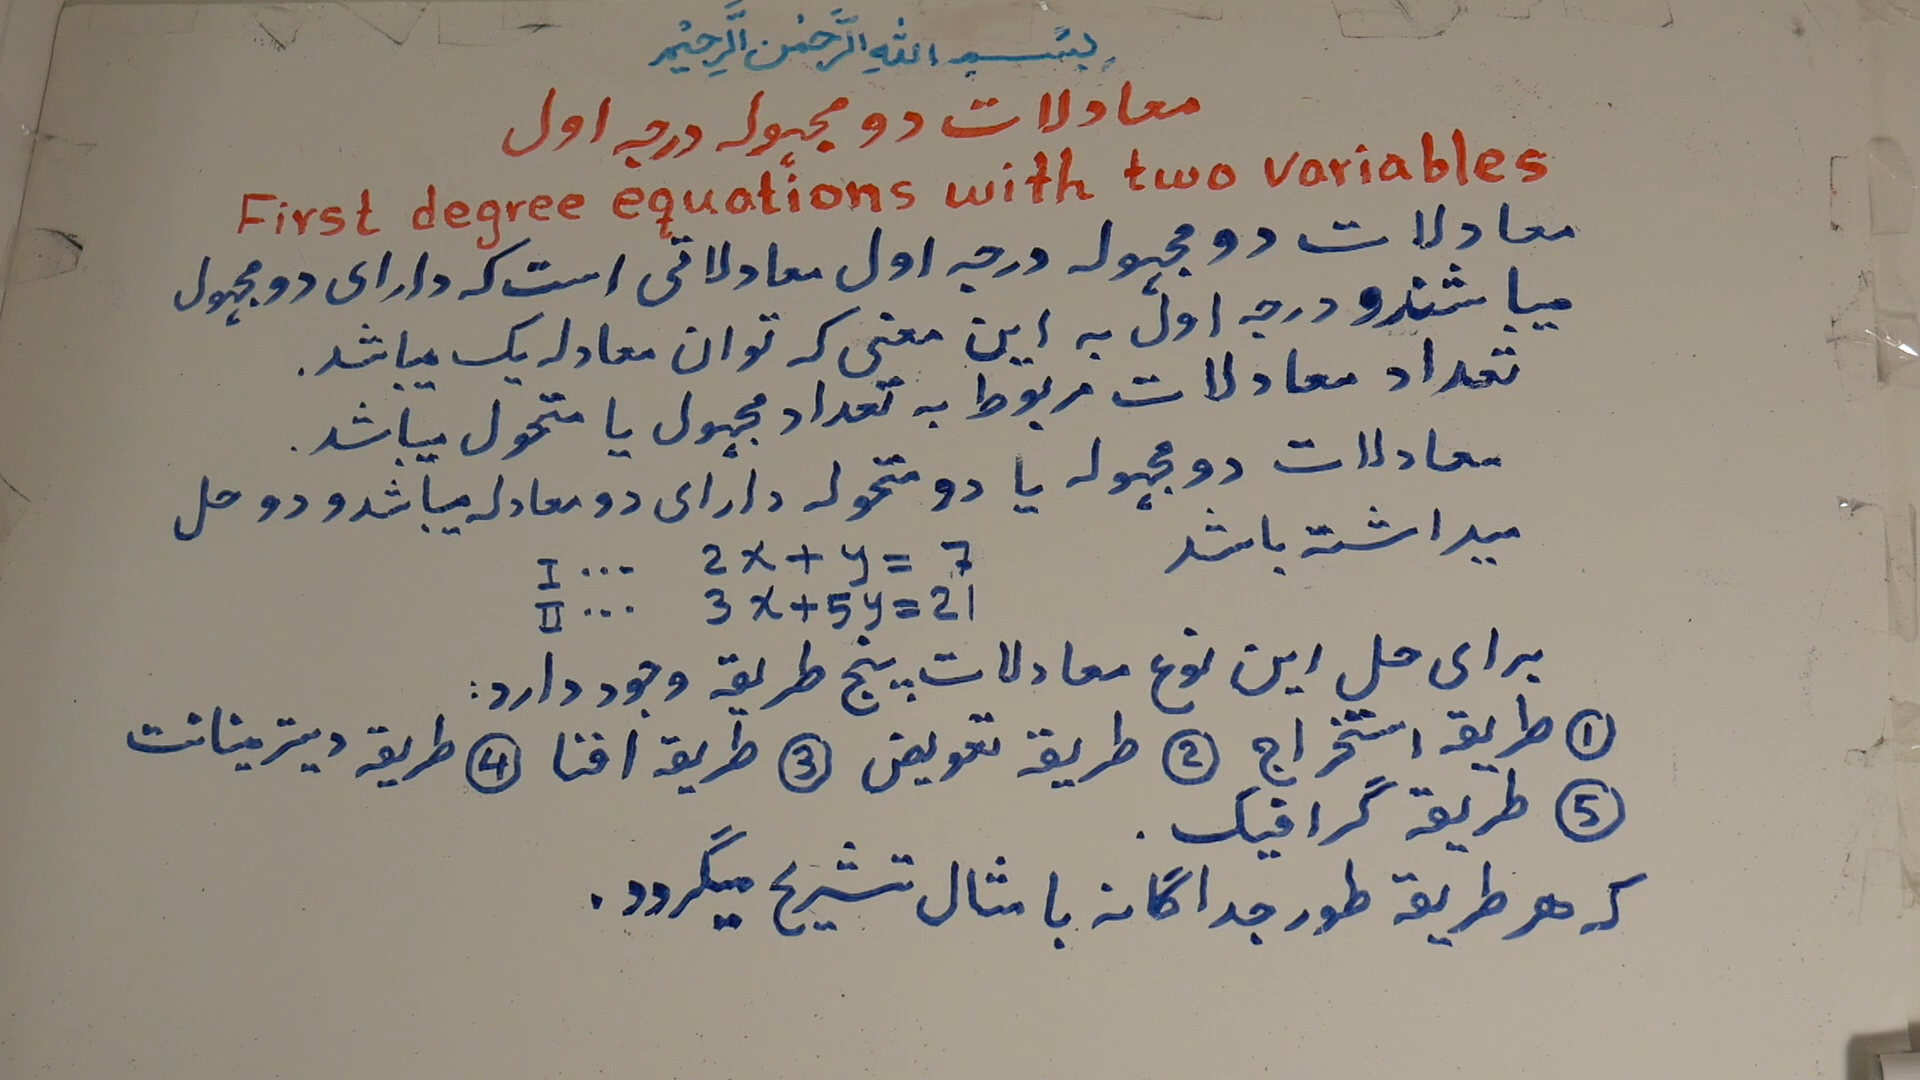 بِسْــمِ اللهِ الرَّحْمٰنِ الرَّحِيْمِ
معادلات دو مجهوله درجه اول
First degree equations with two variables
معادلات دو مجهوله درجه اول معادلاتی است که دارای دو مجهول
میباشند و درجه اول به این معنی که توان معادله یک میباشد.
تعداد معادلات مربوط به تعداد مجهول یا متحول میباشد.
معادلات دو مجهوله یا دو متحوله دارای دو معادله میباشد و دو حل
میداشته باشد
I ... 2x + y = 7
II ... 3x+5y=21
برای حل این نوع معادلات پنج طریقه وجود دارد:
① طریقه استخراج ② طریقه تعویض ③ طریقه افنا ④ طریقه دیترمینانت
⑤ طریقه گرافیک.
که هر طریقه طور جداگانه با مثال تشریح میگردد.